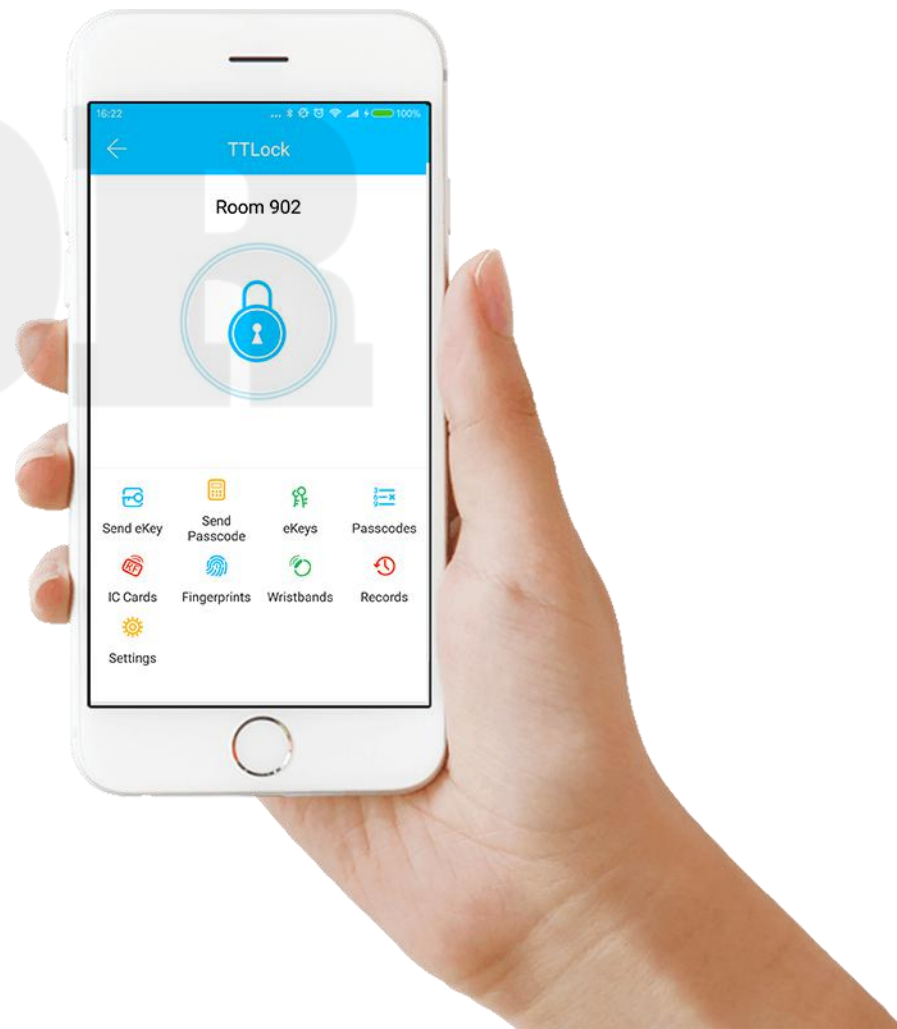 16:22 ... 100%
TTLock
Room 902
Send eKey Send Passcode eKeys Passcodes
IC Cards Fingerprints Wristbands Records
Settings